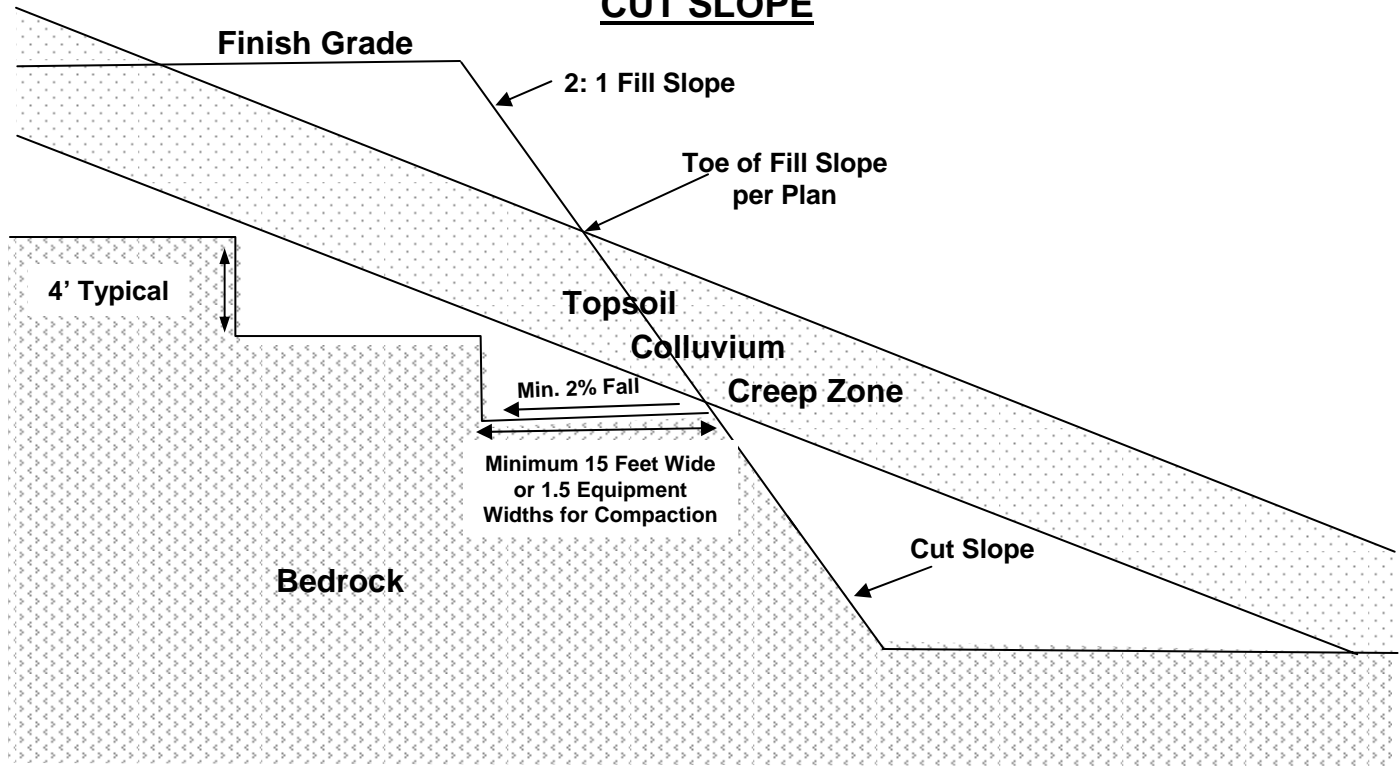 CUT SLOPE
Finish Grade
2: 1 Fill Slope
Toe of Fill Slope
per Plan
4’ Typical
Topsoil
Colluvium
Creep Zone
Min. 2% Fall
Minimum 15 Feet Wide
or 1.5 Equipment
Widths for Compaction
Cut Slope
Bedrock